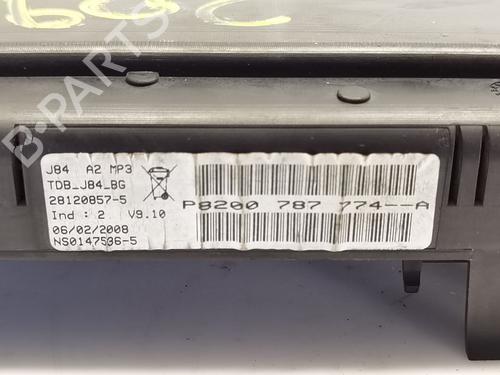 J84 A2 MP3
TDB_J84_BG
28120857-5
Ind : 2 V9.10
06/02/2008
NS0147536-5
P8200 787 774--A
B-PARTS